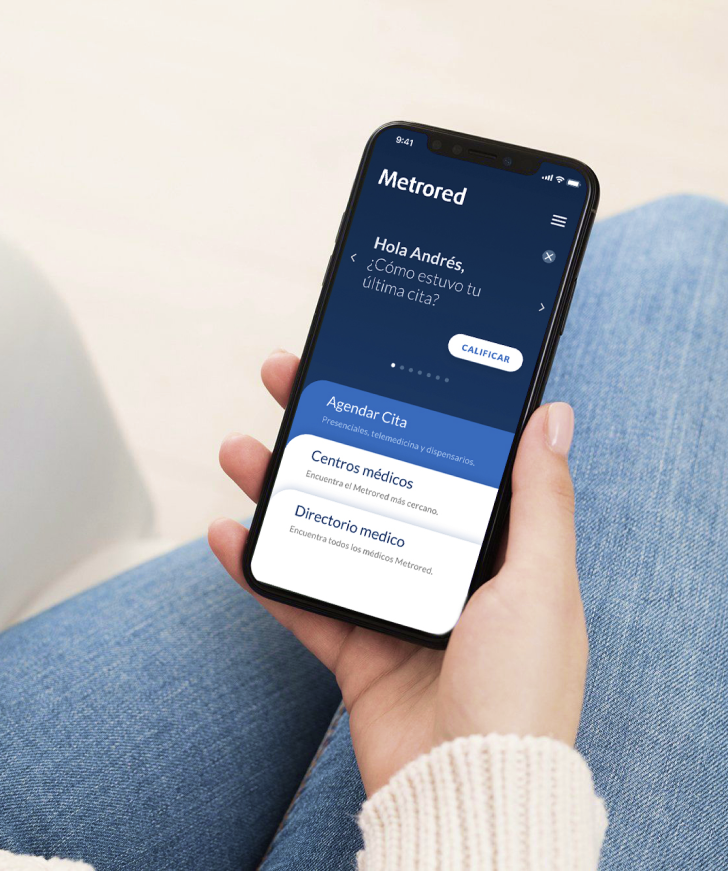 9:41
Metrored
Hola Andrés,
¿Cómo estuvo tu
última cita?
CALIFICAR
Agendar Cita
Presenciales, telemedicina y dispensarios.
Centros médicos
Encuentra el Metrored más cercano.
Directorio medico
Encuentra todos los médicos Metrored.